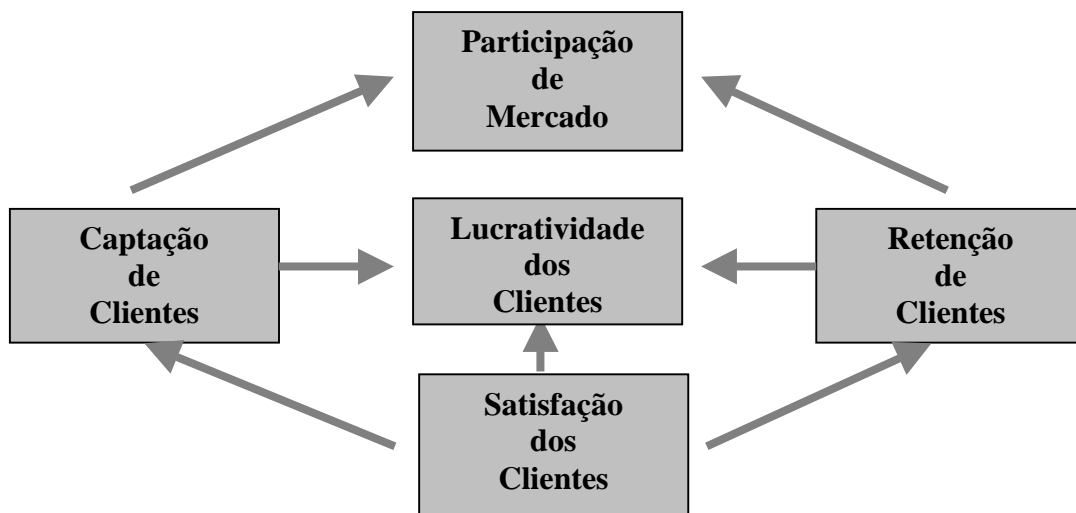 Participação
de
Mercado
Captação
de
Clientes
Lucratividade
dos
Clientes
Retenção
de
Clientes
Satisfação
dos
Clientes